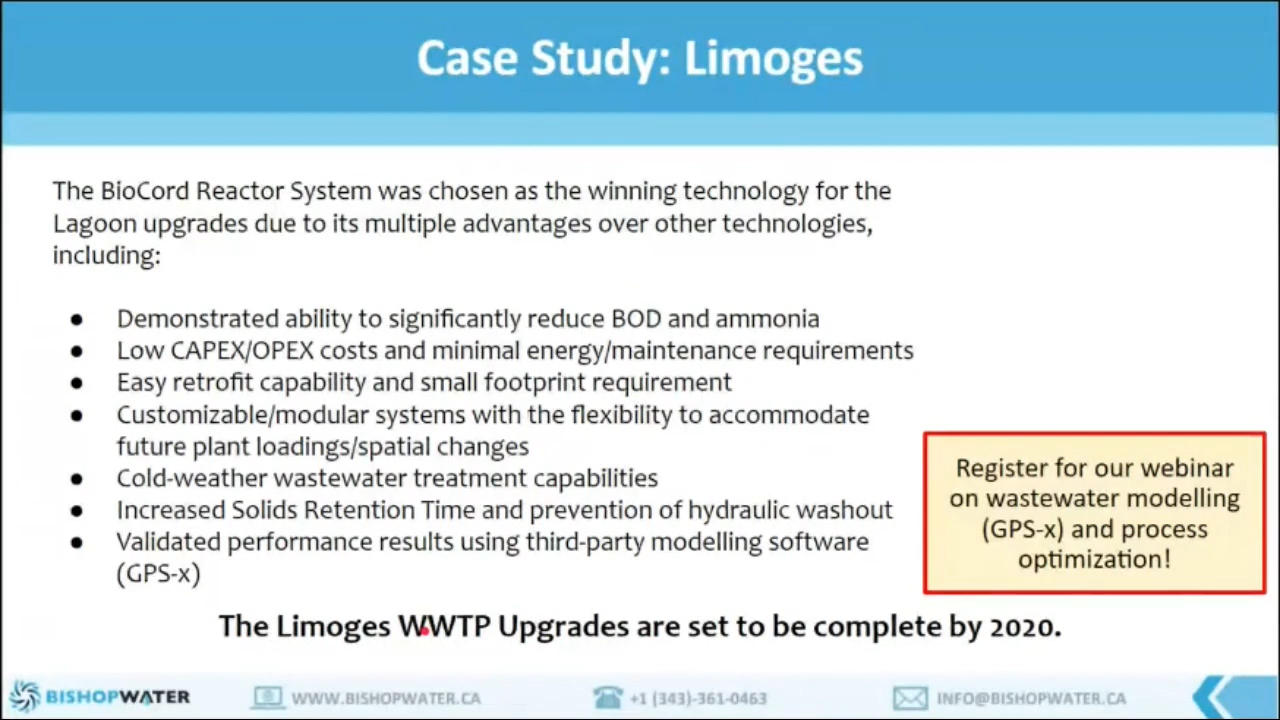 Case Study: Limoges
The BioCord Reactor System was chosen as the winning technology for the
Lagoon upgrades due to its multiple advantages over other technologies,
including:
● Demonstrated ability to significantly reduce BOD and ammonia
● Low CAPEX/OPEX costs and minimal energy/maintenance requirements
● Easy retrofit capability and small footprint requirement
● Customizable/modular systems with the flexibility to accommodate
future plant loadings/spatial changes
● Cold-weather wastewater treatment capabilities
● Increased Solids Retention Time and prevention of hydraulic washout
● Validated performance results using third-party modelling software
(GPS-x)
Register for our webinar
on wastewater modelling
(GPS-x) and process
optimization!
The Limoges WWTP Upgrades are set to be complete by 2020.
BISHOPWATER WWW.BISHOPWATER.CA +1 (343)-361-0463 INFO@BISHOPWATER.CA